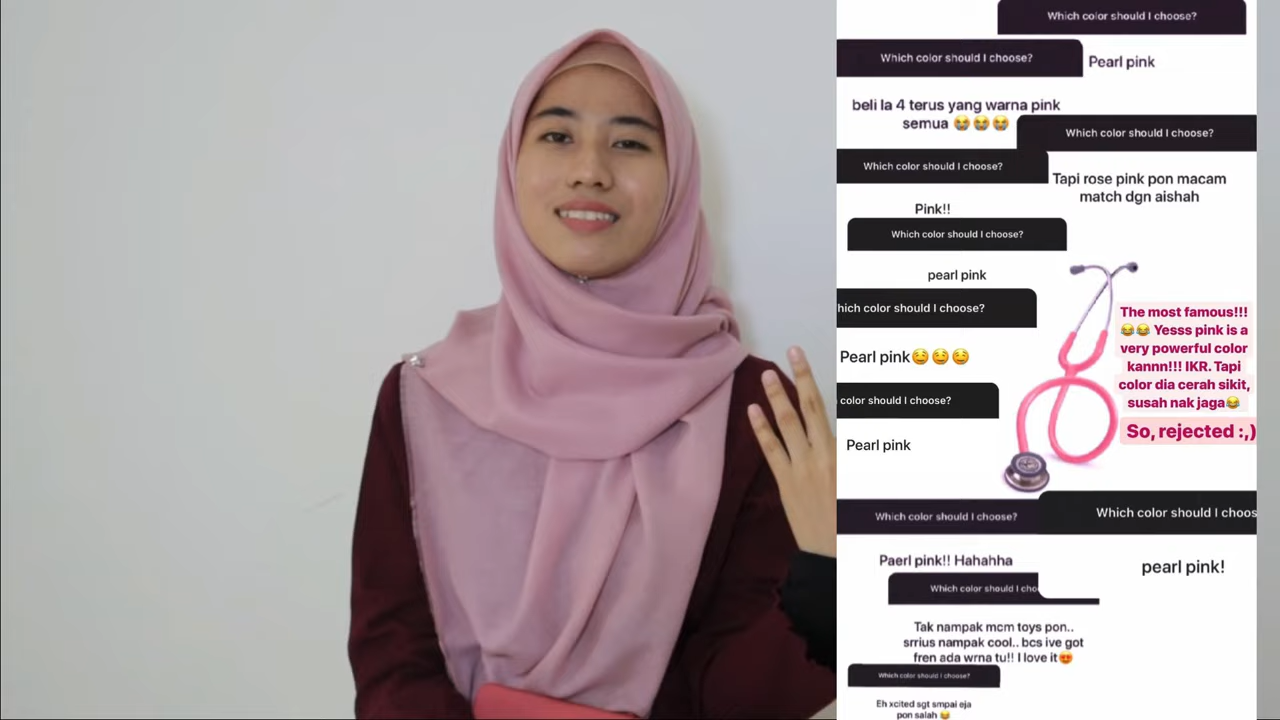 Which color should I choose?
Which color should I choose?
Pearl pink
beli la 4 terus yang warna pink
semua 😭😭😭
Which color should I choose?
Which color should I choose?
Tapi rose pink pon macam
match dgn aishah
Pink!!
Which color should I choose?
pearl pink
hich color should I choose?
The most famous!!!
😂😂 Yesss pink is a
very powerful color
kannn!!! IKR. Tapi
color dia cerah sikit,
susah nak jaga😂
So, rejected :,)
Pearl pink☺️☺️☺️
color should I choose?
Pearl pink
Which color should I choose?
Which color should I choos
Paerl pink!! Hahahha
pearl pink!
Which color should I cho
Tak nampak mcm toys pon..
srrius nampak cool.. bcs ive got
fren ada wrna tu!! I love it😍
Which color should I choose?
Eh xcited sgt smpai eja
pon salah 😂